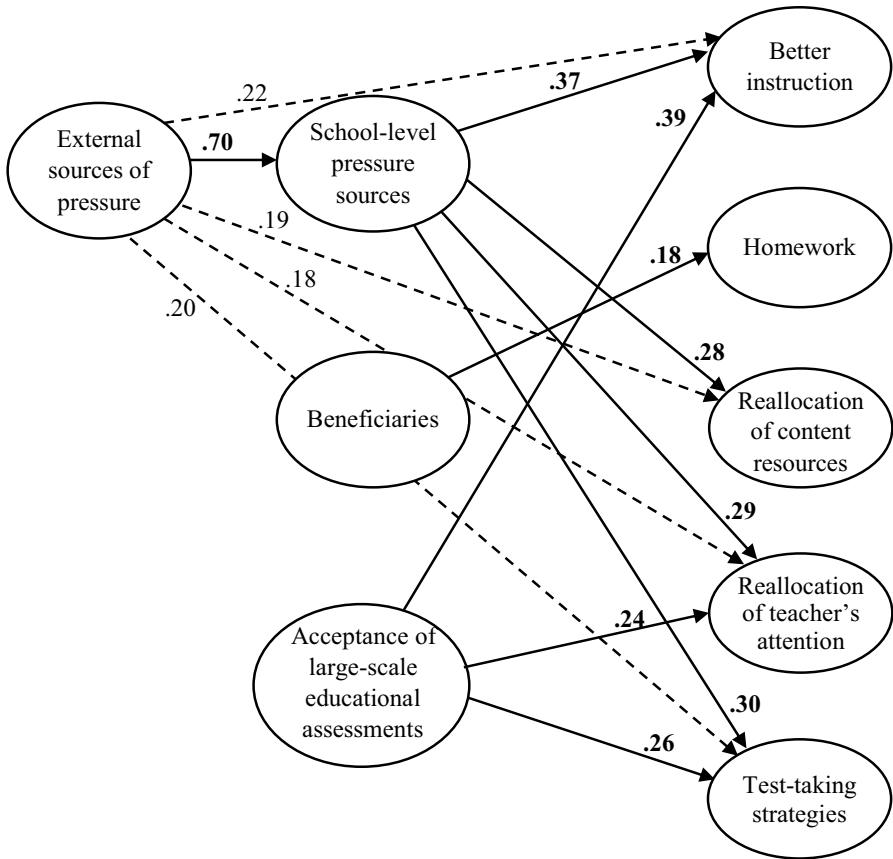 Better
instruction
.37
.22
.39
External
sources of
pressure
.70
School-level
pressure
sources
.19
.18
.20
Homework
.18
.28
Beneficiaries
Reallocation
of content
resources
.29
Reallocation
of teacher’s
attention
.24
Acceptance of
large-scale
educational
assessments
.30
.26
Test-taking
strategies